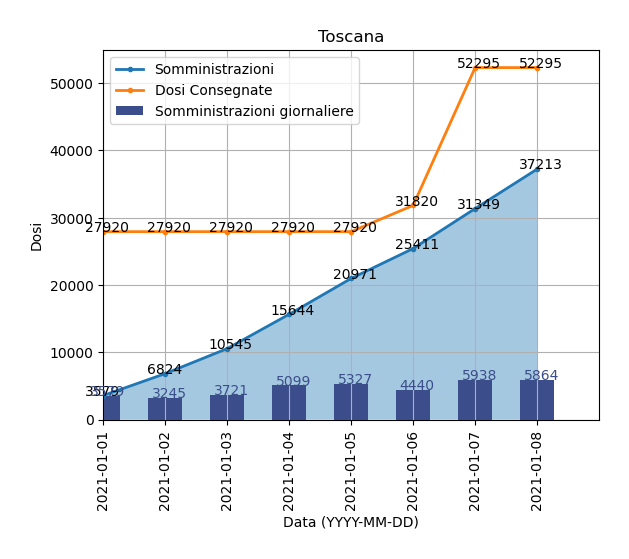 Toscana
Somministrazioni
Dosi Consegnate
Somministrazioni giornaliere
Dosi
50000
40000
30000
20000
10000
0
27920 27920 27920 27920 27920 31820 52295 52295
3579 6824 10545 15644 20971 25411 31349 37213
3245 3721 5099 5327 4440 5938 5864
2021-01-01
2021-01-02
2021-01-03
2021-01-04
2021-01-05
2021-01-06
2021-01-07
2021-01-08
Data (YYYY-MM-DD)